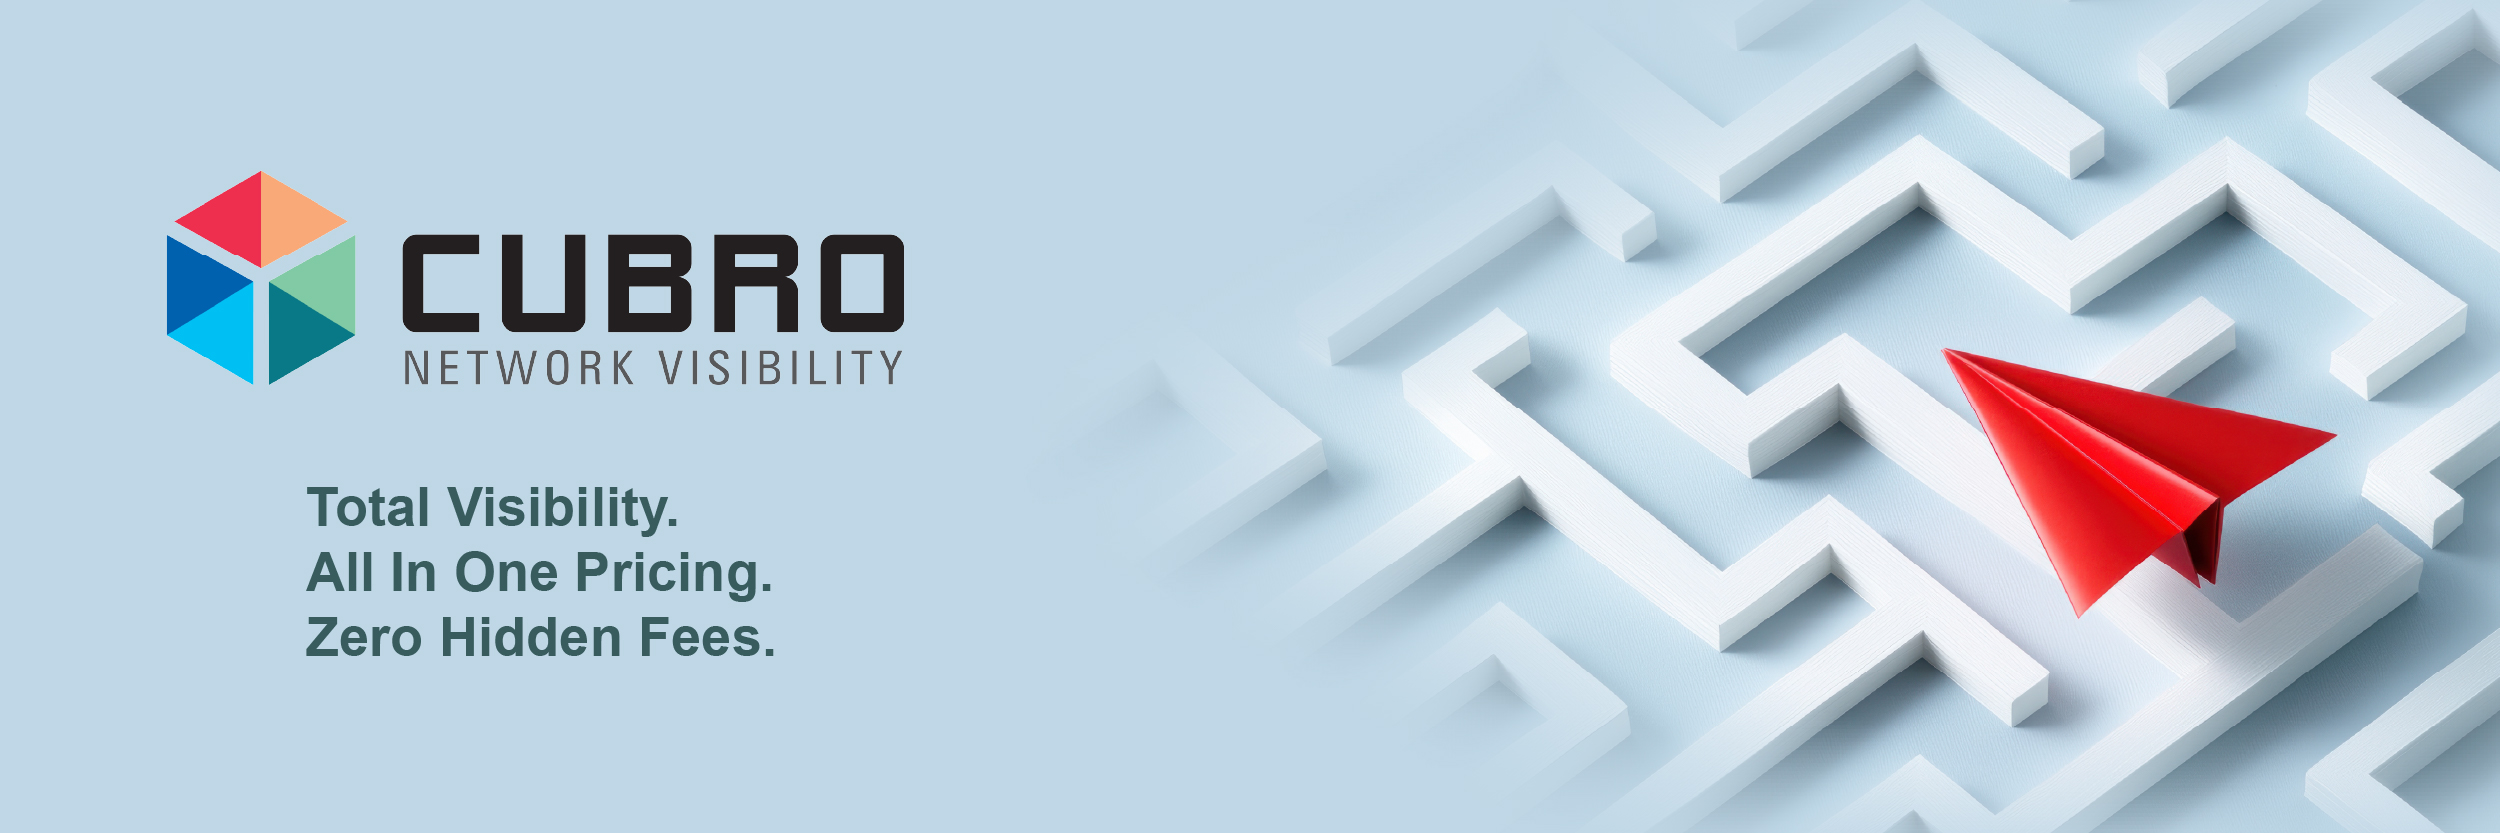 CUBRO
NETWORK VISIBILITY
Total Visibility.
All In One Pricing.
Zero Hidden Fees.